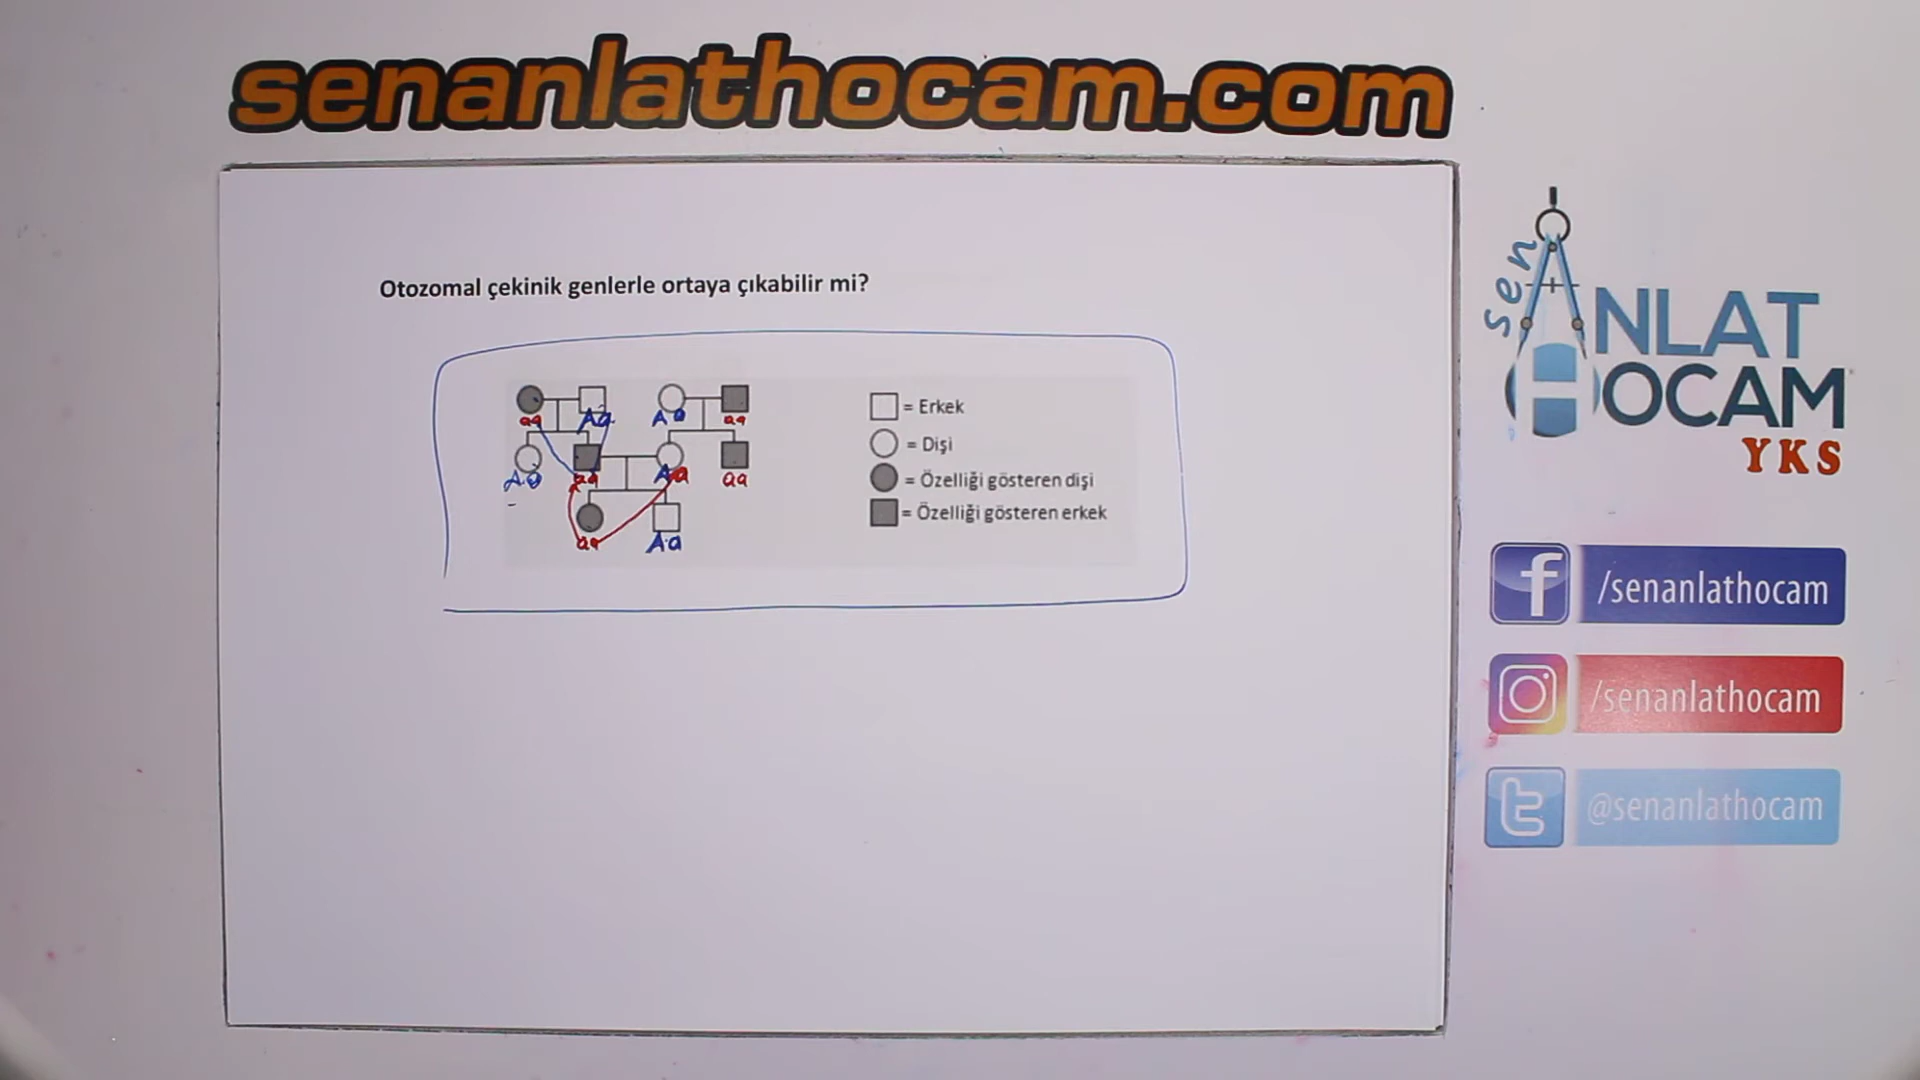 senanlathocam.com
Otozomal çekinik genlerle ortaya çıkabilir mi?
aa Aa Aa aa
Aa aa Aa aa
aa Aa
= Erkek
= Dişi
= Özelliği gösteren dişi
= Özelliği gösteren erkek
sen
ANLAT
HOCAM
YKS
/senanlathocam
/senanlathocam
@senanlathocam